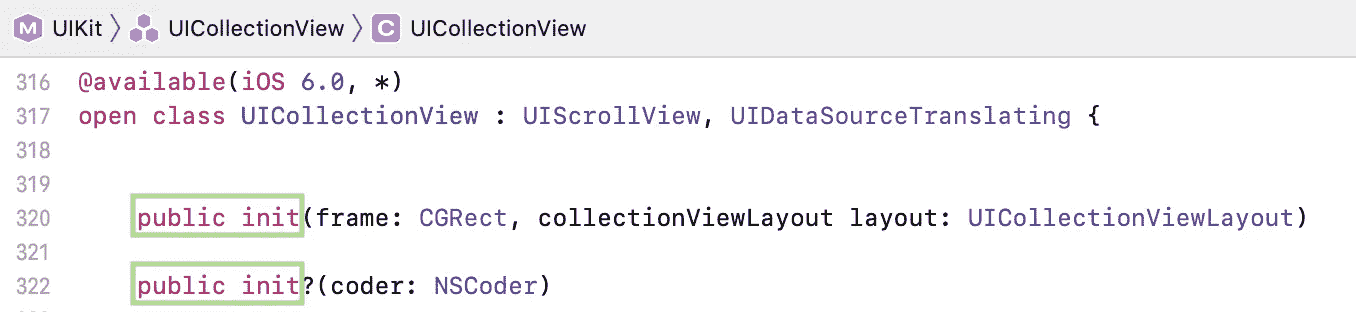 M UIKit 〉 UICollectionView 〉 C UICollectionView
316 @available(iOS 6.0, *)
317 open class UICollectionView : UIScrollView, UIDataSourceTranslating {
318
319
320 public init(frame: CGRect, collectionViewLayout layout: UICollectionViewLayout)
321
322 public init?(coder: NSCoder)